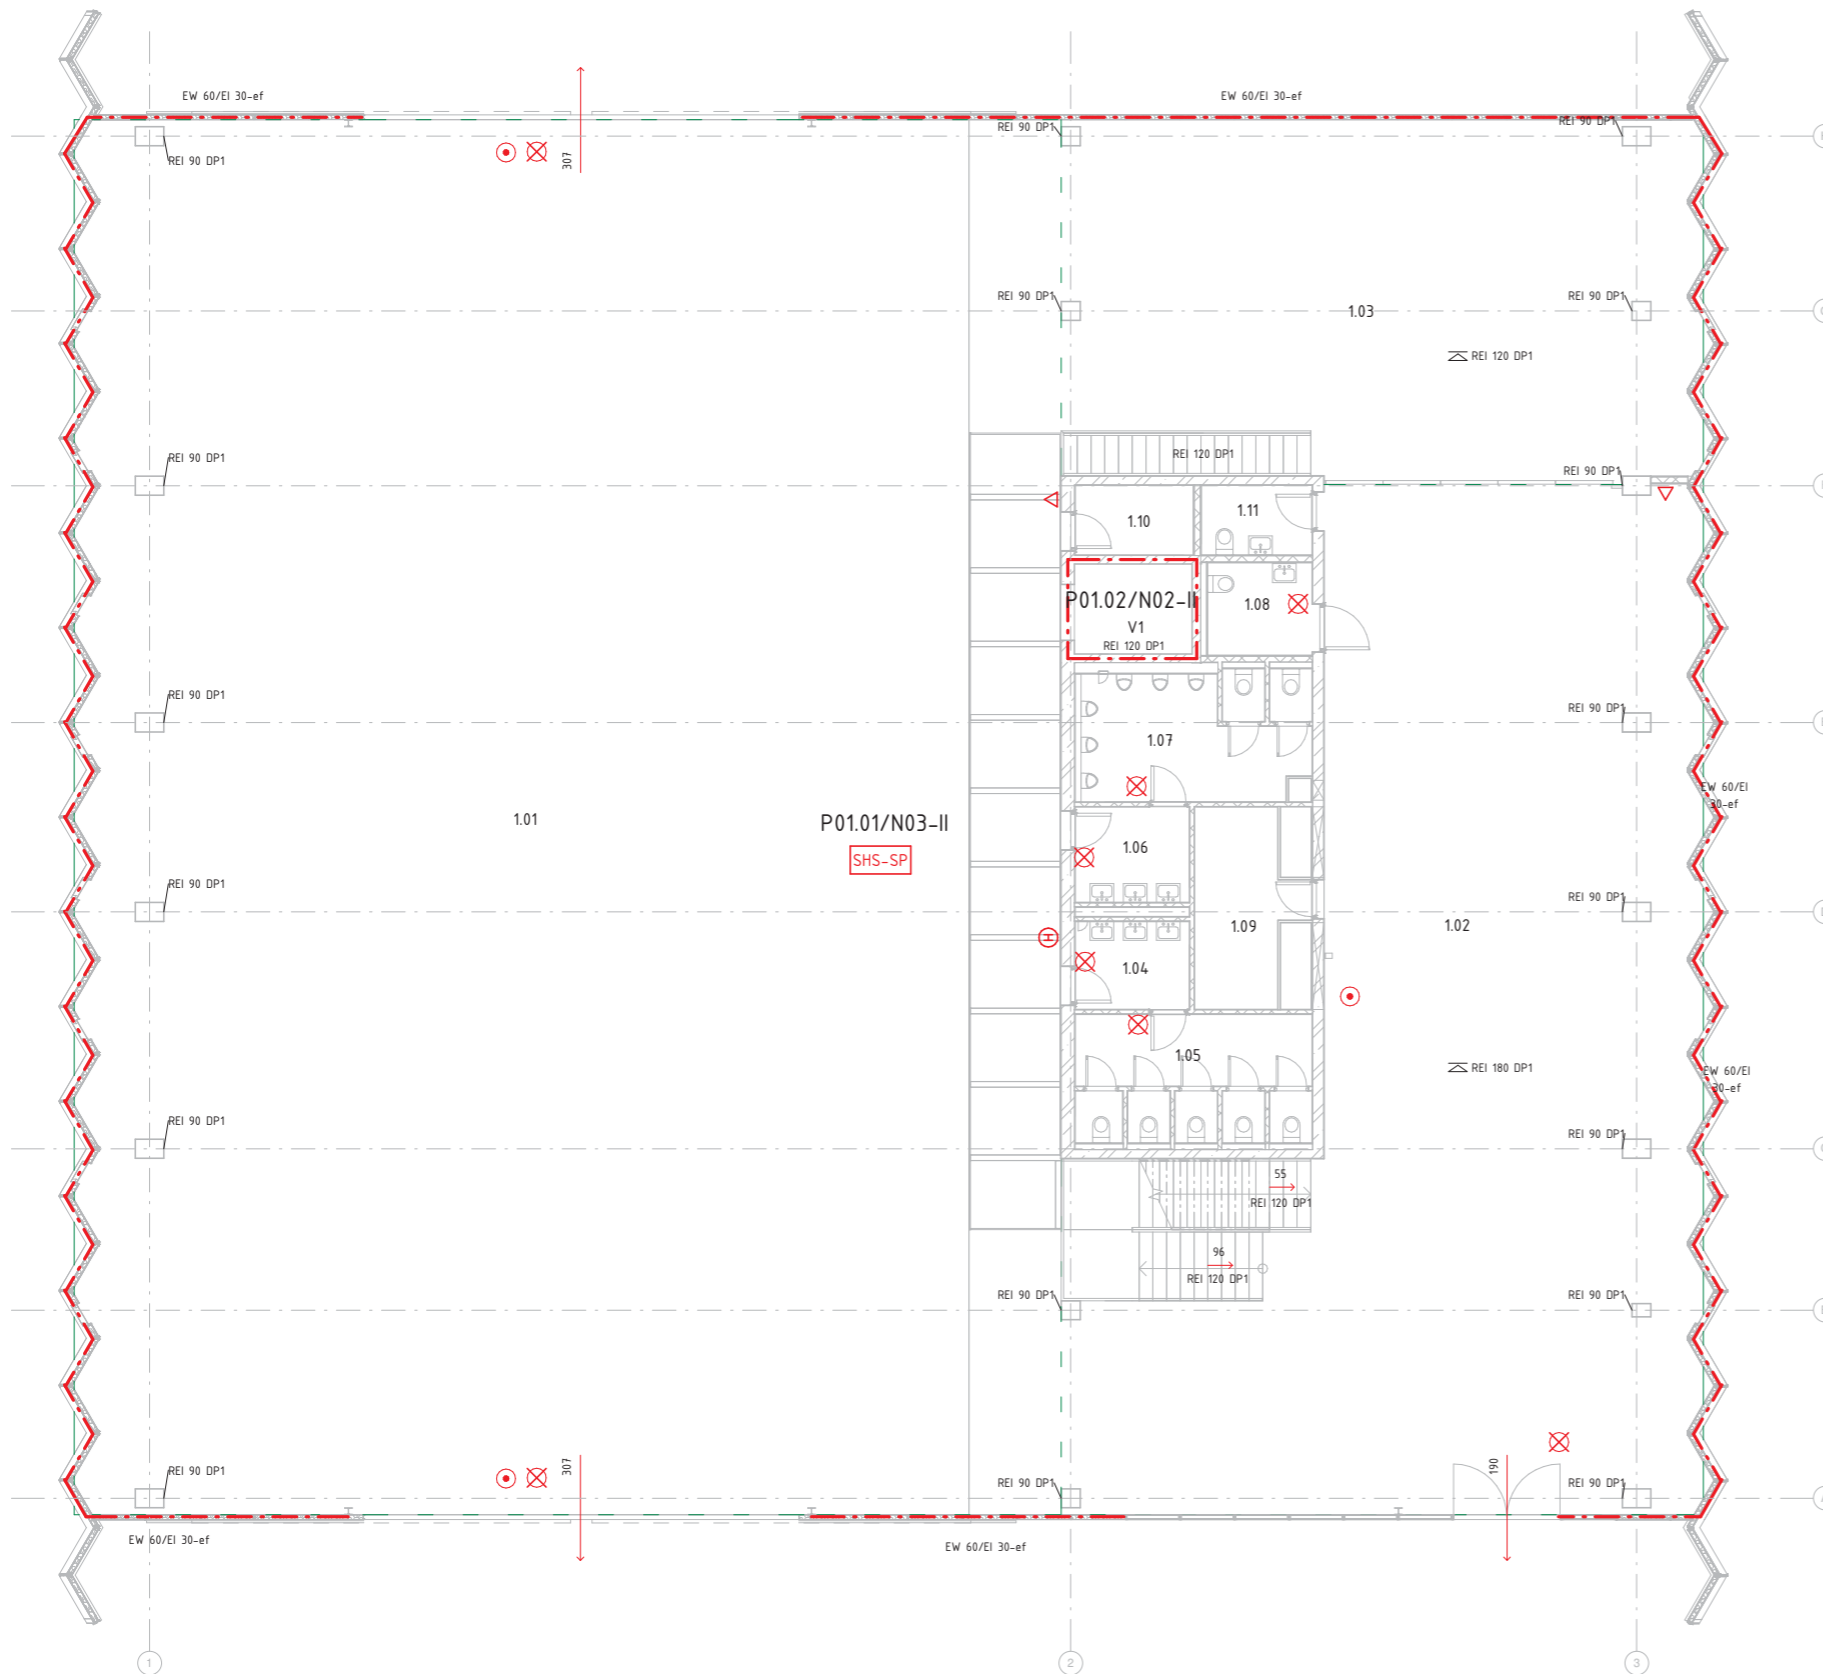 EW 60/EI 30-ef
EW 60/EI 30-ef
REI 90 DP1
REI 90 DP1
REI 90 DP1
307
REI 90 DP1
REI 90 DP1
1.03
REI 120 DP1
REI 120 DP1
REI 90 DP1
REI 90 DP1
1.10
1.11
P01.02/N02-II
V1
REI 120 DP1
1.08
REI 90 DP1
REI 90 DP1
1.07
EW 60/EI
30-ef
1.01
P01.01/N03-II
SHS-SP
1.06
REI 90 DP1
REI 90 DP1
1.09
1.02
H
1.04
1.05
REI 180 DP1
EW 60/EI
30-ef
REI 90 DP1
REI 90 DP1
55
REI 120 DP1
96
REI 120 DP1
REI 90 DP1
REI 90 DP1
REI 90 DP1
307
REI 90 DP1
190
REI 90 DP1
EW 60/EI 30-ef
EW 60/EI 30-ef
1
2
3